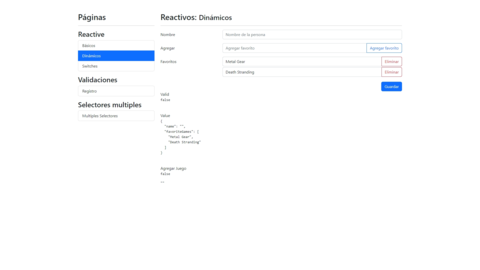 Páginas
Reactive
Básicos
Dinámicos
Switches
Validaciones
Registro
Selectores multiples
Multiples Selectores
Reactivos: Dinámicos
Nombre
Nombre de la persona
Agregar
Agregar favorito
Agregar favorito
Favoritos
Metal Gear
Eliminar
Death Stranding
Eliminar
Guardar
Valid
false
Value
{
"name": "",
"favoriteGames": [
"Metal Gear",
"Death Stranding"
]
}
Agregar Juego
false